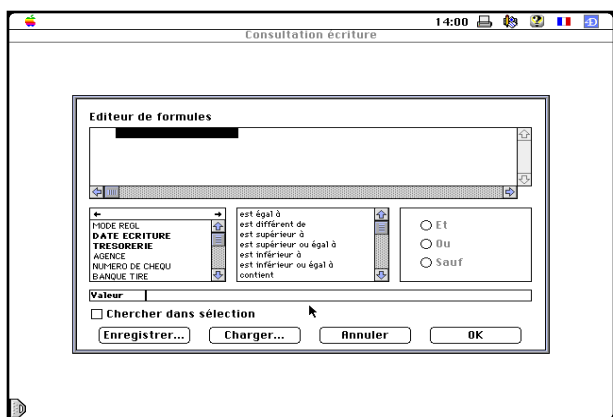 14:00
Consultation écriture
Editeur de formules
MODE REGL
DATE ECRITURE
TRESORERIE
AGENCE
NUMERO DE CHEQU
BANQUE TIRE
est égal à
est différent de
est supérieur à
est supérieur ou égal à
est inférieur à
est inférieur ou égal à
contient
Et
Ou
Sauf
Valeur
Chercher dans sélection
Enregistrer... Charger... Annuler OK